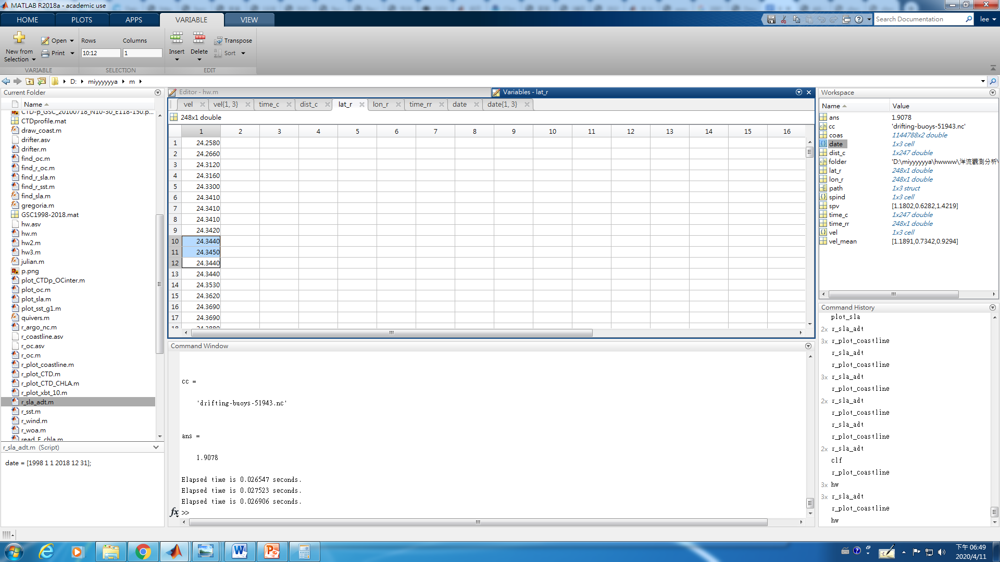 MATLAB R2018a - academic use
HOME PLOTS APPS VARIABLE VIEW
Search Documentation
lee
New from Selection
Open
Print
Rows
10:12
Columns
1
Insert
Delete
Transpose
Sort
VARIABLE SELECTION EDIT
D: miyyyyyya m
Current Folder
Name
CTD-p_GSC_20100718_N10-30_E118-150.p...
CTDprofile.mat
draw_coast.m
drifter.asv
drifter.m
find_oc.m
find_r_oc.m
find_r_sla.m
find_r_sst.m
find_sla.m
gregoria.m
GSC1998-2018.mat
hw.asv
hw.m
hw2.m
hw3.m
julian.m
p.png
plot_CTDp_OCinter.m
plot_oc.m
plot_sla.m
plot_sst_g1.m
quivers.m
r_argo_nc.m
r_coastline.asv
r_oc.asv
r_oc.m
r_plot_coastline.m
r_plot_CTD.m
r_plot_CTD_CHLA.m
r_plot_xbt_10.m
r_sla_adt.m
r_sst.m
r_wind.m
r_woa.m
read_F_chla.m
r_sla_adt.m (Script)
date = [1998 1 1 2018 12 31];
Editor - hw.m
Variables - lat_r
vel vel{1, 3} time_c dist_c lat_r lon_r time_rr date date{1, 3}
248x1 double
1 2 3 4 5 6 7 8 9 10 11 12 13 14 15 16
1 24.2580
2 24.2660
3 24.3120
4 24.3160
5 24.3300
6 24.3410
7 24.3410
8 24.3410
9 24.3420
10 24.3440
11 24.3450
12 24.3440
13 24.3440
14 24.3530
15 24.3620
16 24.3690
17 24.3690
18 24.3880
Command Window
cc =
'drifting-buoys-51943.nc'
ans =
1.9078
Elapsed time is 0.026547 seconds.
Elapsed time is 0.027523 seconds.
Elapsed time is 0.026906 seconds.
fx >>
Workspace
Name Value
ans 1.9078
cc 'drifting-buoys-51943.nc'
coas 1144788x2 double
date 1x3 cell
dist_c 1x247 double
folder 'D:\miyyyyyya\hwwww\洋流觀測分析\
lat_r 248x1 double
lon_r 248x1 double
path 1x3 struct
spind 1x3 cell
spv [1.1802,0.6282,1.4219]
time_c 1x247 double
time_rr 248x1 double
vel 1x3 cell
vel_mean [1.1891,0.7342,0.9294]
Command History
plot_sla
2x r_sla_adt
3x r_plot_coastline
r_sla_adt
r_plot_coastline
3x r_sla_adt
r_plot_coastline
2x r_sla_adt
r_plot_coastline
r_sla_adt
r_plot_coastline
2x r_sla_adt
clf
r_plot_coastline
3x hw
3x r_sla_adt
r_plot_coastline
hw
下午 06:49
2020/4/11